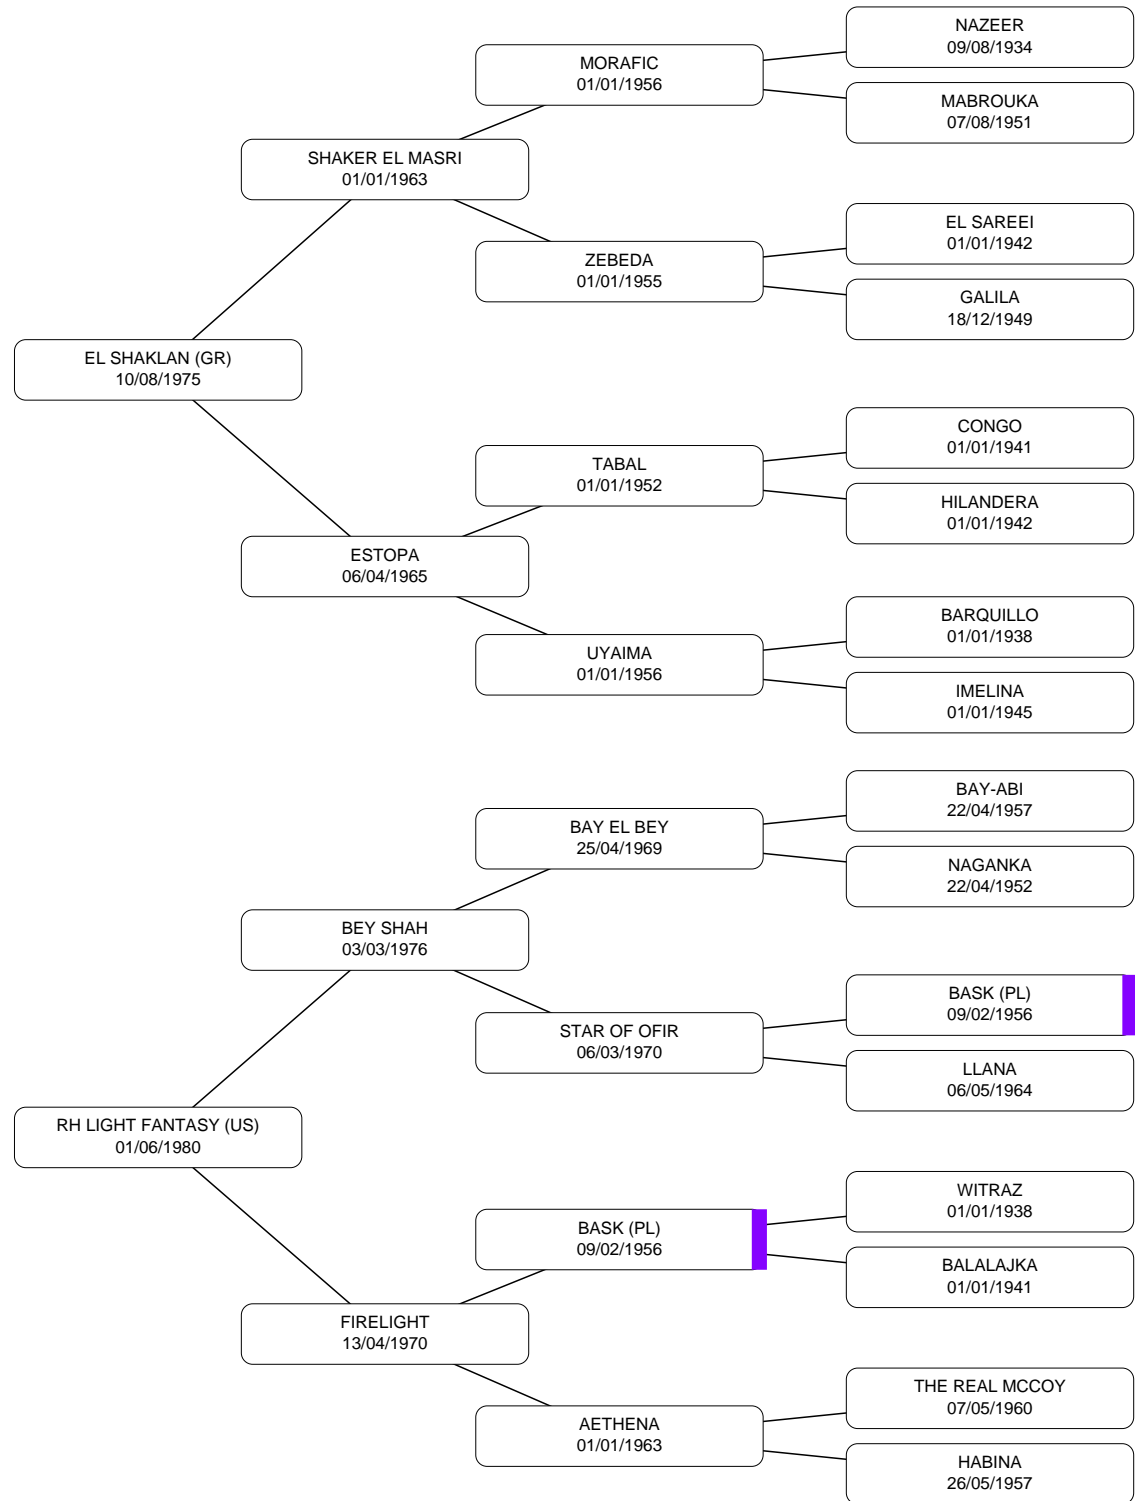 NAZEER
09/08/1934
MORAFIC
01/01/1956
MABROUKA
07/08/1951
SHAKER EL MASRI
01/01/1963
EL SAREEI
01/01/1942
ZEBEDA
01/01/1955
GALILA
18/12/1949
EL SHAKLAN (GR)
10/08/1975
CONGO
01/01/1941
TABAL
01/01/1952
HILANDERA
01/01/1942
ESTOPA
06/04/1965
BARQUILLO
01/01/1938
UYAIMA
01/01/1956
IMELINA
01/01/1945
BAY-ABI
22/04/1957
BAY EL BEY
25/04/1969
NAGANKA
22/04/1952
BEY SHAH
03/03/1976
BASK (PL)
09/02/1956
STAR OF OFIR
06/03/1970
LLANA
06/05/1964
RH LIGHT FANTASY (US)
01/06/1980
WITRAZ
01/01/1938
BASK (PL)
09/02/1956
BALALAJKA
01/01/1941
FIRELIGHT
13/04/1970
THE REAL MCCOY
07/05/1960
AETHENA
01/01/1963
HABINA
26/05/1957